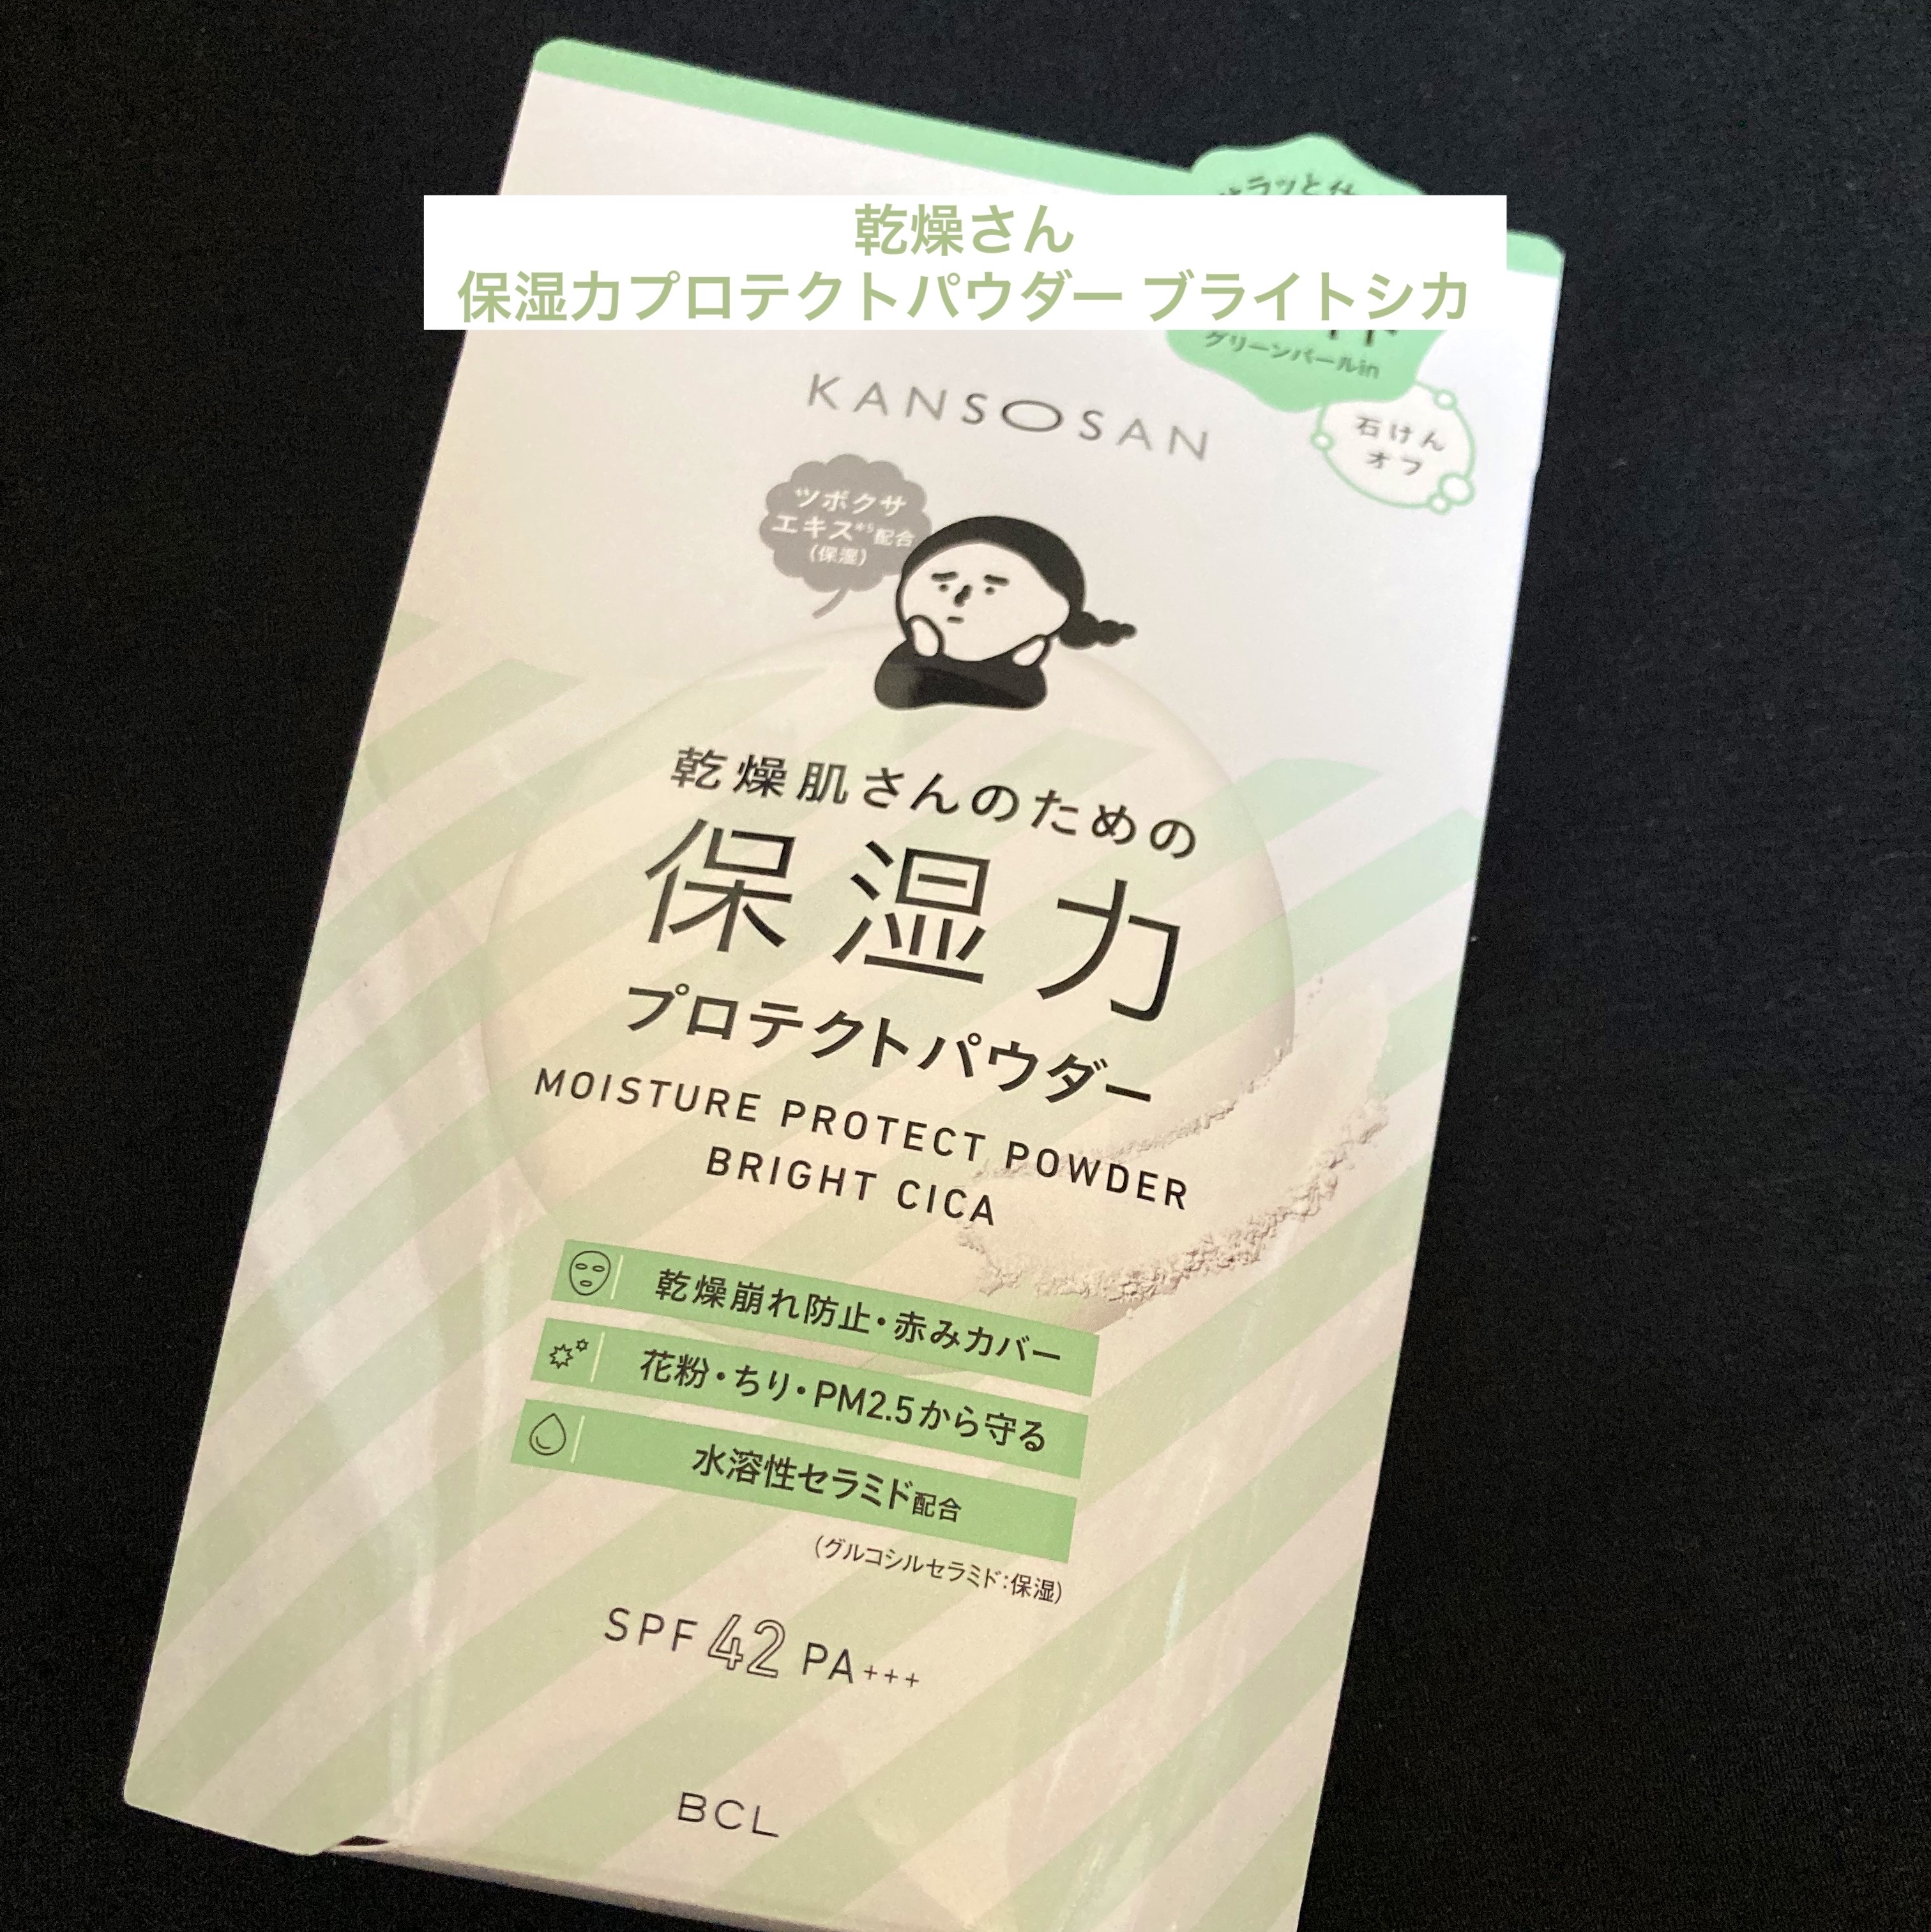 乾燥さん
保湿力プロテクトパウダー ブライトシカ
グリーンパールin
石けん
オフ
KANSOSAN
ツボクサ
エキス*5配合
(保湿)
乾燥肌さんのための
保湿力
プロテクトパウダー
MOISTURE PROTECT POWDER
BRIGHT CICA
乾燥崩れ防止・赤みカバー
花粉・ちり・PM2.5から守る
水溶性セラミド配合
(グルコシルセラミド:保湿)
SPF 42 PA+++
BCL